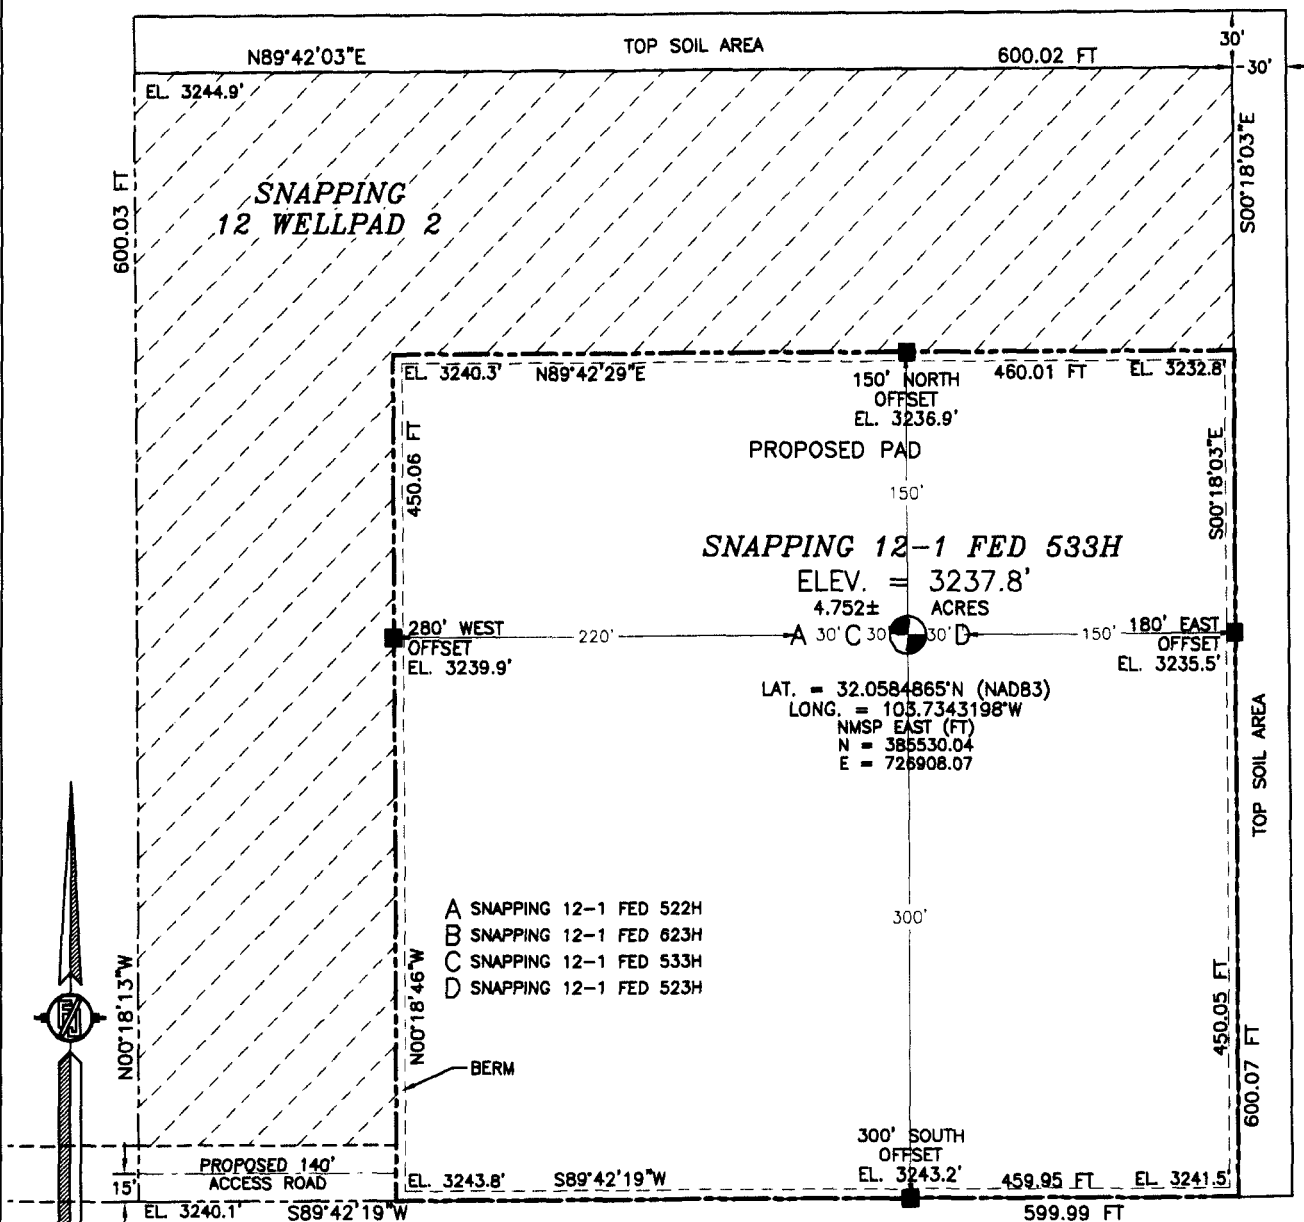 TOP SOIL AREA
30'
N89°42'03"E
600.02 FT
30'
EL. 3244.9'
S00°18'03"E
600.03 FT
SNAPPING
12 WELLPAD 2
EL. 3240.3'
N89°42'29"E
150' NORTH
OFFSET
EL. 3236.9'
460.01 FT
EL. 3232.8'
450.06 FT
PROPOSED PAD
S00°18'03"E
150'
SNAPPING 12-1 FED 533H
ELEV. = 3237.8'
4.752± ACRES
280' WEST
OFFSET
EL. 3239.9'
220'
A 30' C 30' 30' D
150'
180' EAST
OFFSET
EL. 3235.5'
LAT. = 32.0584865°N (NAD83)
LONG. = 103.7343198°W
NMSP EAST (FT)
N = 385530.04
E = 726908.07
TOP SOIL AREA
A SNAPPING 12-1 FED 522H
B SNAPPING 12-1 FED 623H
C SNAPPING 12-1 FED 533H
D SNAPPING 12-1 FED 523H
300'
N00°18'13"W
N00°18'46"W
450.05 FT
600.07 FT
BERM
300' SOUTH
OFFSET
EL. 3243.2'
PROPOSED 140'
ACCESS ROAD
15'
EL. 3243.8'
S89°42'19"W
459.95 FT
EL. 3241.5'
EL. 3240.1'
S89°42'19"W
599.99 FT